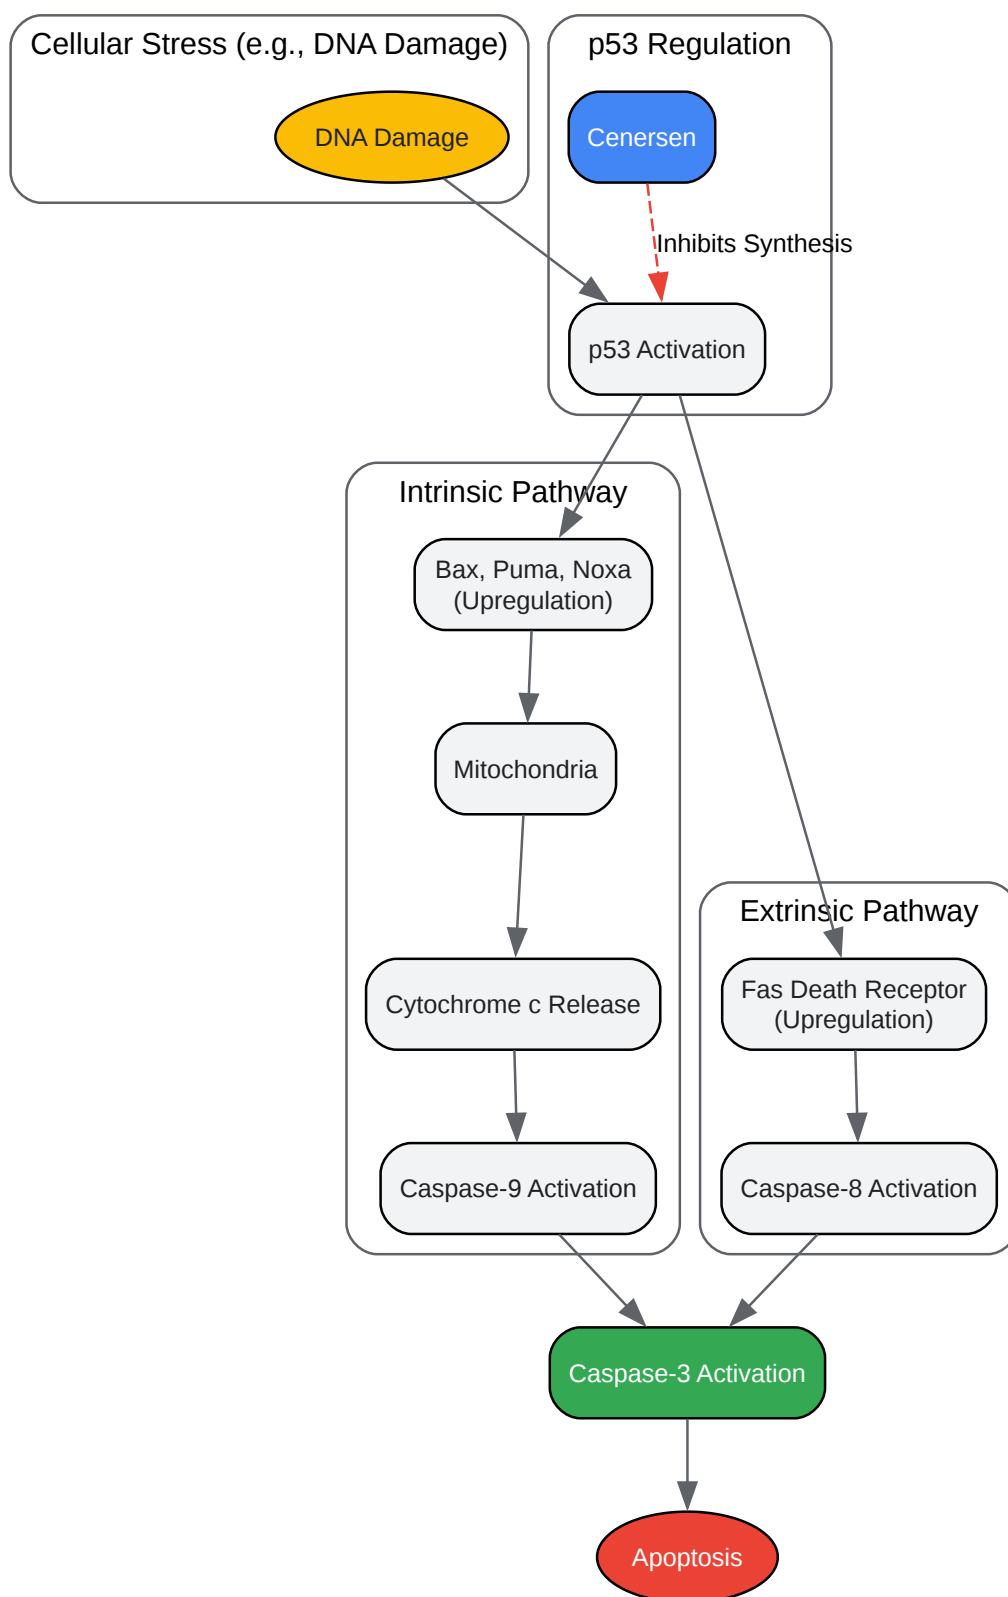 Cellular Stress (e.g., DNA Damage)
p53 Regulation
DNA Damage
Cenersen
Inhibits Synthesis
p53 Activation
Intrinsic Pathway
Bax, Puma, Noxa
(Upregulation)
Mitochondria
Extrinsic Pathway
Cytochrome c Release
Fas Death Receptor
(Upregulation)
Caspase-9 Activation
Caspase-8 Activation
Caspase-3 Activation
Apoptosis